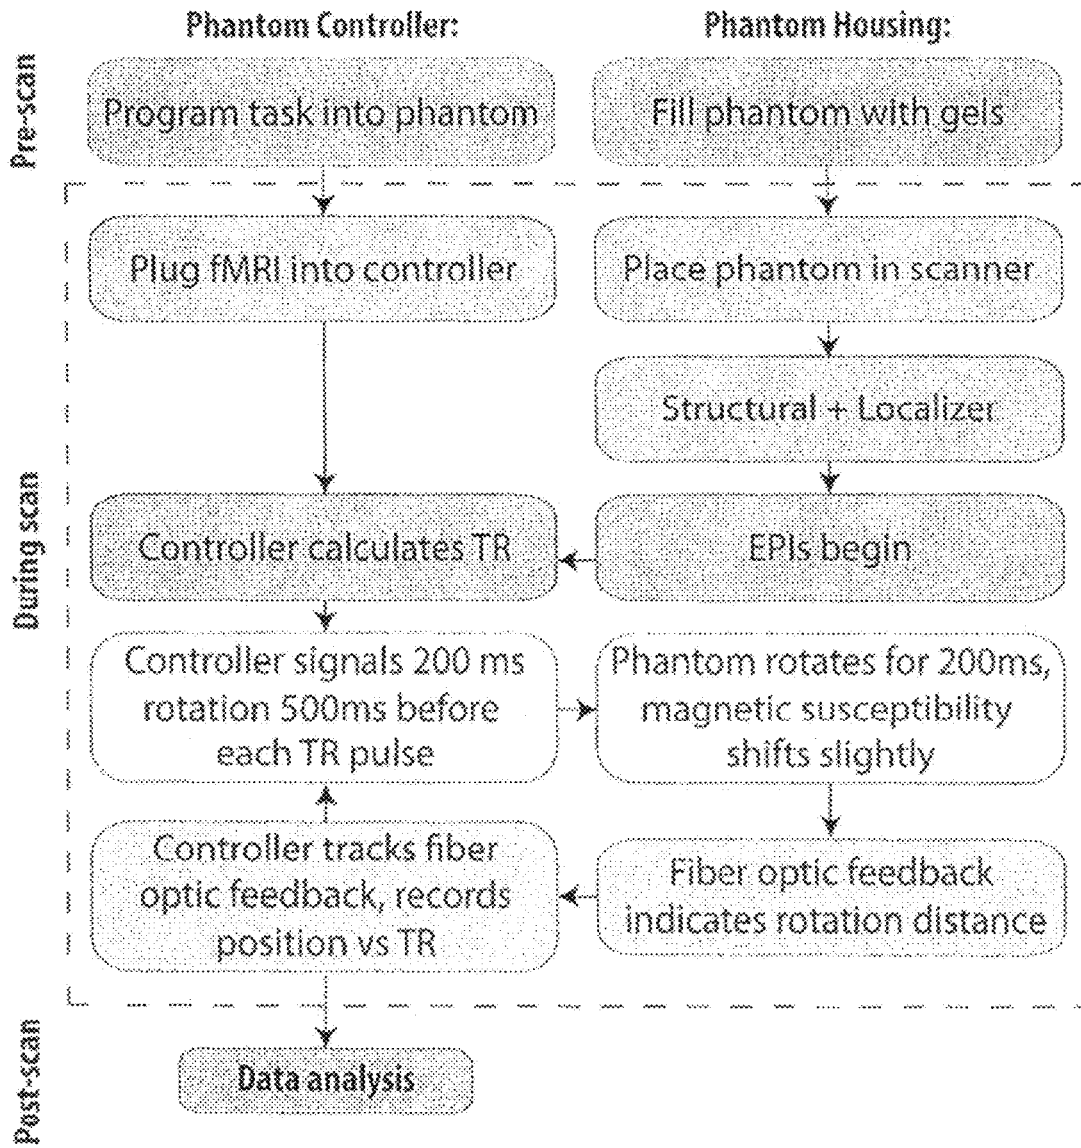 Phantom Controller:
Phantom Housing:
Pre-scan
Program task into phantom
Fill phantom with gels
During scan
Plug fMRI into controller
Place phantom in scanner
Structural + Localizer
Controller calculates TR
EPIs begin
Controller signals 200 ms
rotation 500ms before
each TR pulse
Phantom rotates for 200ms,
magnetic susceptibility
shifts slightly
Controller tracks fiber
optic feedback, records
position vs TR
Fiber optic feedback
indicates rotation distance
Post-scan
Data analysis